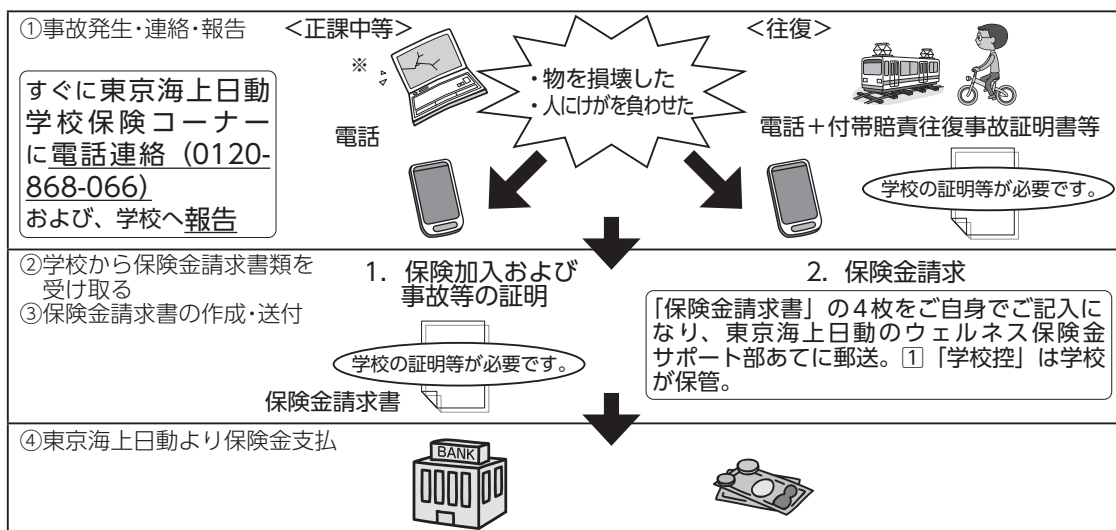 ①事故発生・連絡・報告
＜正課中等＞
＜往復＞
※
・物を損壊した
・人にけがを負わせた
すぐに東京海上日動
学校保険コーナー
に電話連絡（0120-
868-066）
および、学校へ報告
電話
電話＋付帯賠責往復事故証明書等
学校の証明等が必要です。
②学校から保険金請求書類を
受け取る
③保険金請求書の作成・送付
1．保険加入および
事故等の証明
学校の証明等が必要です。
保険金請求書
2．保険金請求
「保険金請求書」の４枚をご自身でご記入に
なり、東京海上日動のウェルネス保険金
サポート部あてに郵送。1「学校控」は学校
が保管。
④東京海上日動より保険金支払
BANK